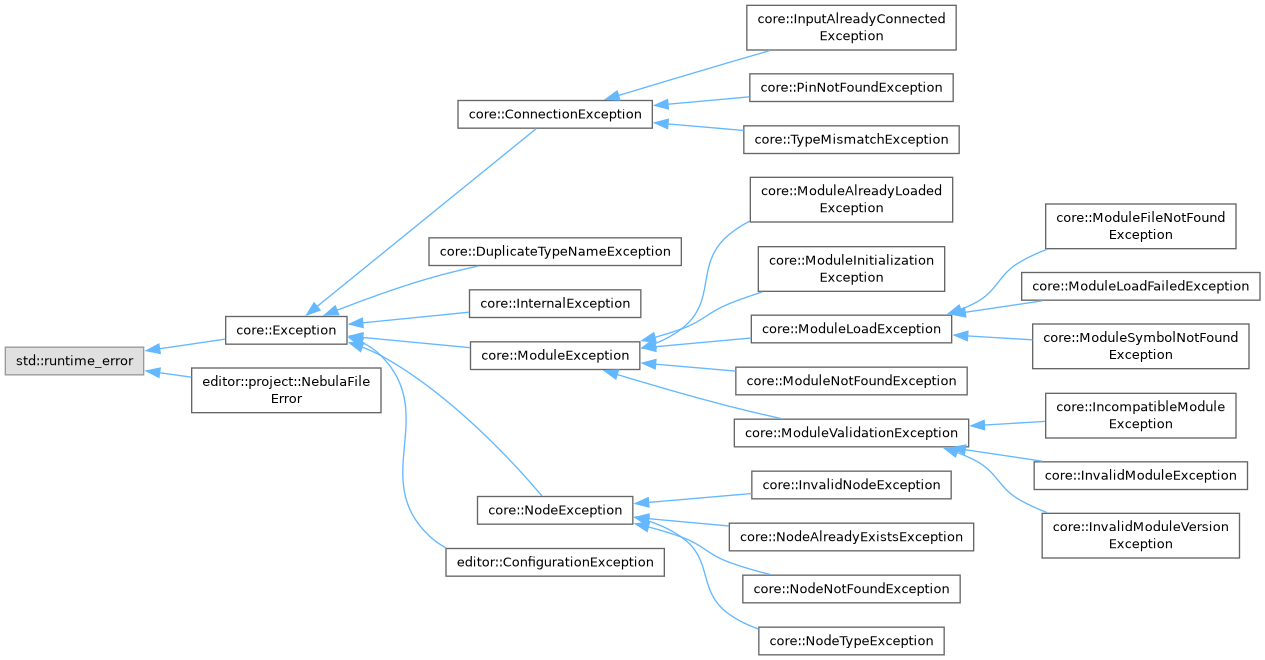 std::runtime_error
core::Exception
editor::project::NebulaFile
Error
core::ConnectionException
core::DuplicateTypeNameException
core::InternalException
core::ModuleException
core::NodeException
editor::ConfigurationException
core::InputAlreadyConnected
Exception
core::PinNotFoundException
core::TypeMismatchException
core::ModuleAlreadyLoaded
Exception
core::ModuleInitialization
Exception
core::ModuleLoadException
core::ModuleNotFoundException
core::ModuleValidationException
core::InvalidNodeException
core::NodeAlreadyExistsException
core::NodeNotFoundException
core::NodeTypeException
core::ModuleFileNotFound
Exception
core::ModuleLoadFailedException
core::ModuleSymbolNotFound
Exception
core::IncompatibleModule
Exception
core::InvalidModuleException
core::InvalidModuleVersion
Exception